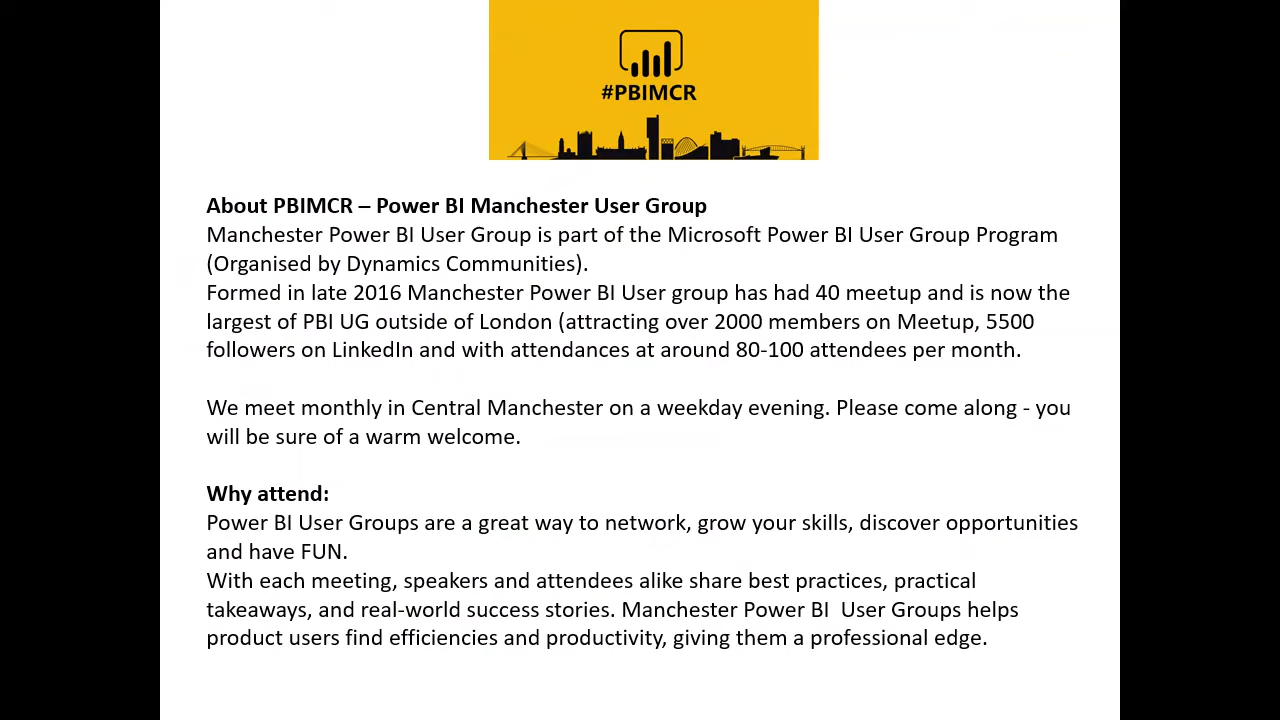 #PBIMCR
About PBIMCR – Power BI Manchester User Group
Manchester Power BI User Group is part of the Microsoft Power BI User Group Program
(Organised by Dynamics Communities).
Formed in late 2016 Manchester Power BI User group has had 40 meetup and is now the
largest of PBI UG outside of London (attracting over 2000 members on Meetup, 5500
followers on LinkedIn and with attendances at around 80-100 attendees per month.
We meet monthly in Central Manchester on a weekday evening. Please come along - you
will be sure of a warm welcome.
Why attend:
Power BI User Groups are a great way to network, grow your skills, discover opportunities
and have FUN.
With each meeting, speakers and attendees alike share best practices, practical
takeaways, and real-world success stories. Manchester Power BI  User Groups helps
product users find efficiencies and productivity, giving them a professional edge.